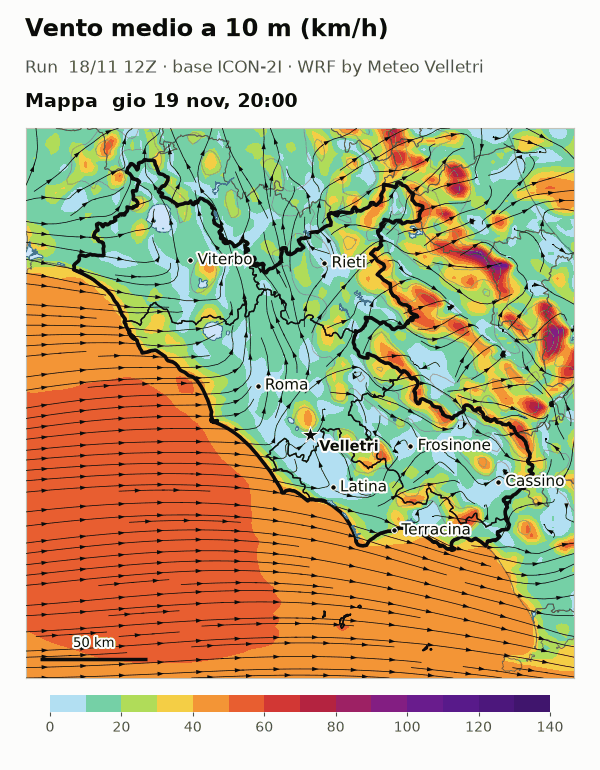 Vento medio a 10 m (km/h)
Run  18/11 12Z · base ICON-2I · WRF by Meteo Velletri
Mappa  gio 19 nov, 20:00
Viterbo
Rieti
Roma
Velletri
Frosinone
Cassino
Latina
Terracina
50 km
0 20 40 60 80 100 120 140